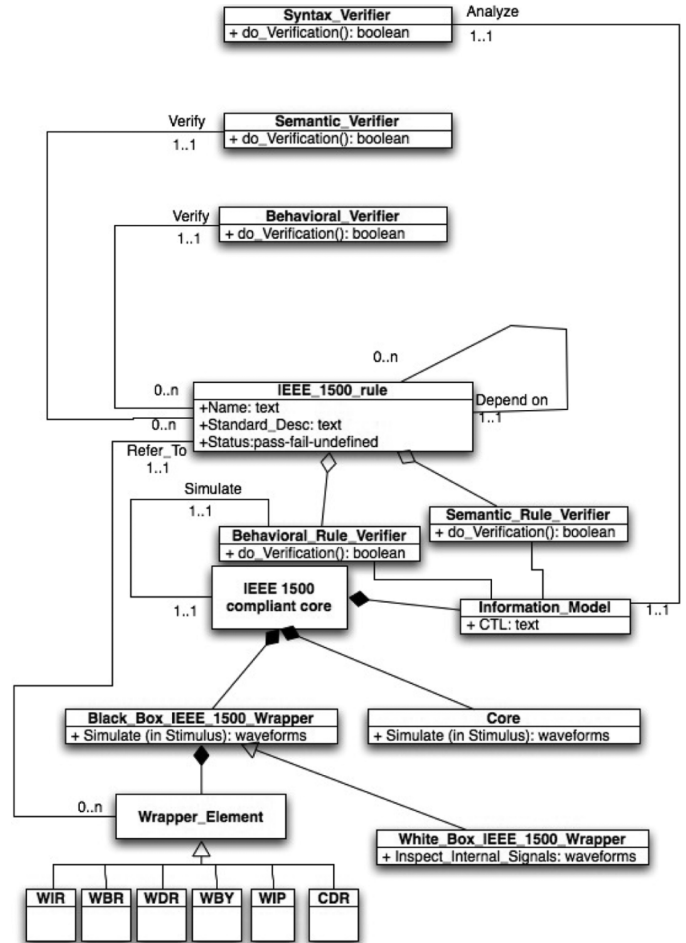 Syntax_Verifier
Analyze
+ do_Verification(): boolean
1..1
Semantic_Verifier
Verify
+ do_Verification(): boolean
1..1
Behavioral_Verifier
Verify
+ do_Verification(): boolean
1..1
0..n
0..n
IEEE_1500_rule
Depend on
+Name: text
1..1
0..n
+Standard_Desc: text
+Status:pass-fail-undefined
Refer_To
1..1
Simulate
1..1
Semantic_Rule_Verifier
+ do_Verification(): boolean
Behavioral_Rule_Verifier
+ do_Verification(): boolean
IEEE 1500
compliant core
1..1
Information_Model
1..1
+ CTL: text
Black_Box_IEEE_1500_Wrapper
+ Simulate (in Stimulus): waveforms
Core
+ Simulate (in Stimulus): waveforms
0..n
Wrapper_Element
White_Box_IEEE_1500_Wrapper
+ Inspect_Internal_Signals: waveforms
WIR
WBR
WDR
WBY
WIP
CDR